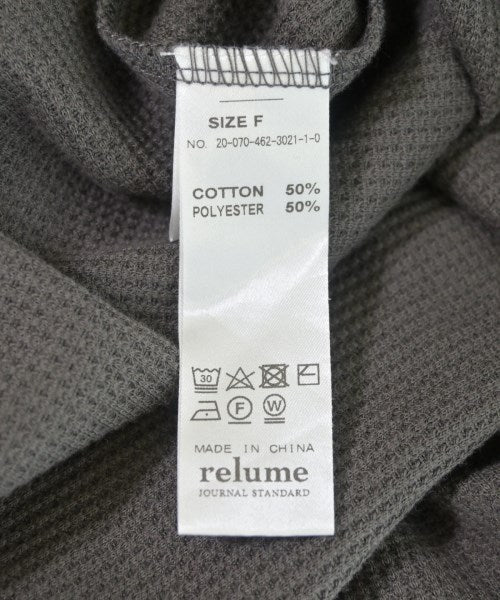 SIZE F
NO. 20-070-462-3021-1-0
COTTON 50%
POLYESTER 50%
30
F W
MADE IN CHINA
relume
JOURNAL STANDARD